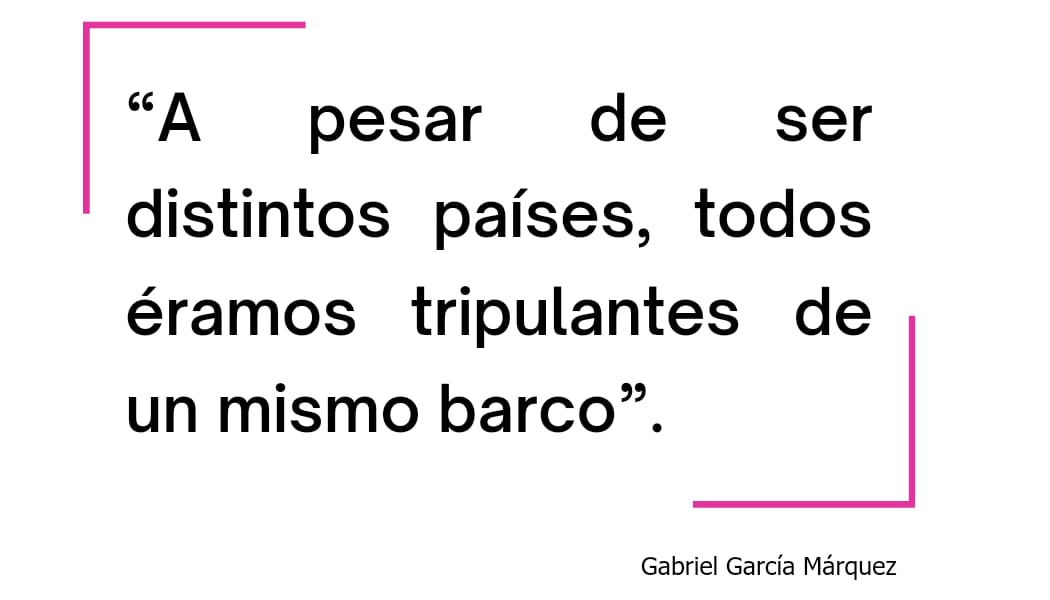 “A pesar de ser
distintos países, todos
éramos tripulantes de
un mismo barco”.
Gabriel García Márquez